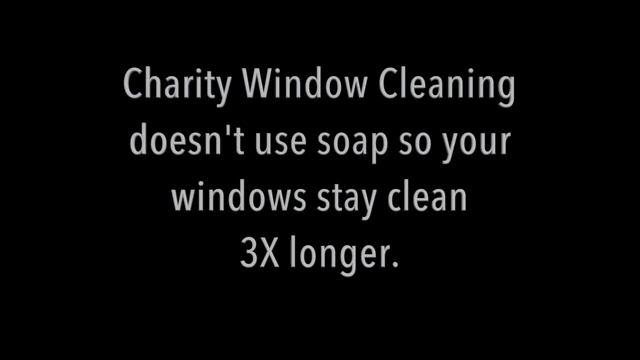 Charity Window Cleaning
doesn't use soap so your
windows stay clean
3X longer.